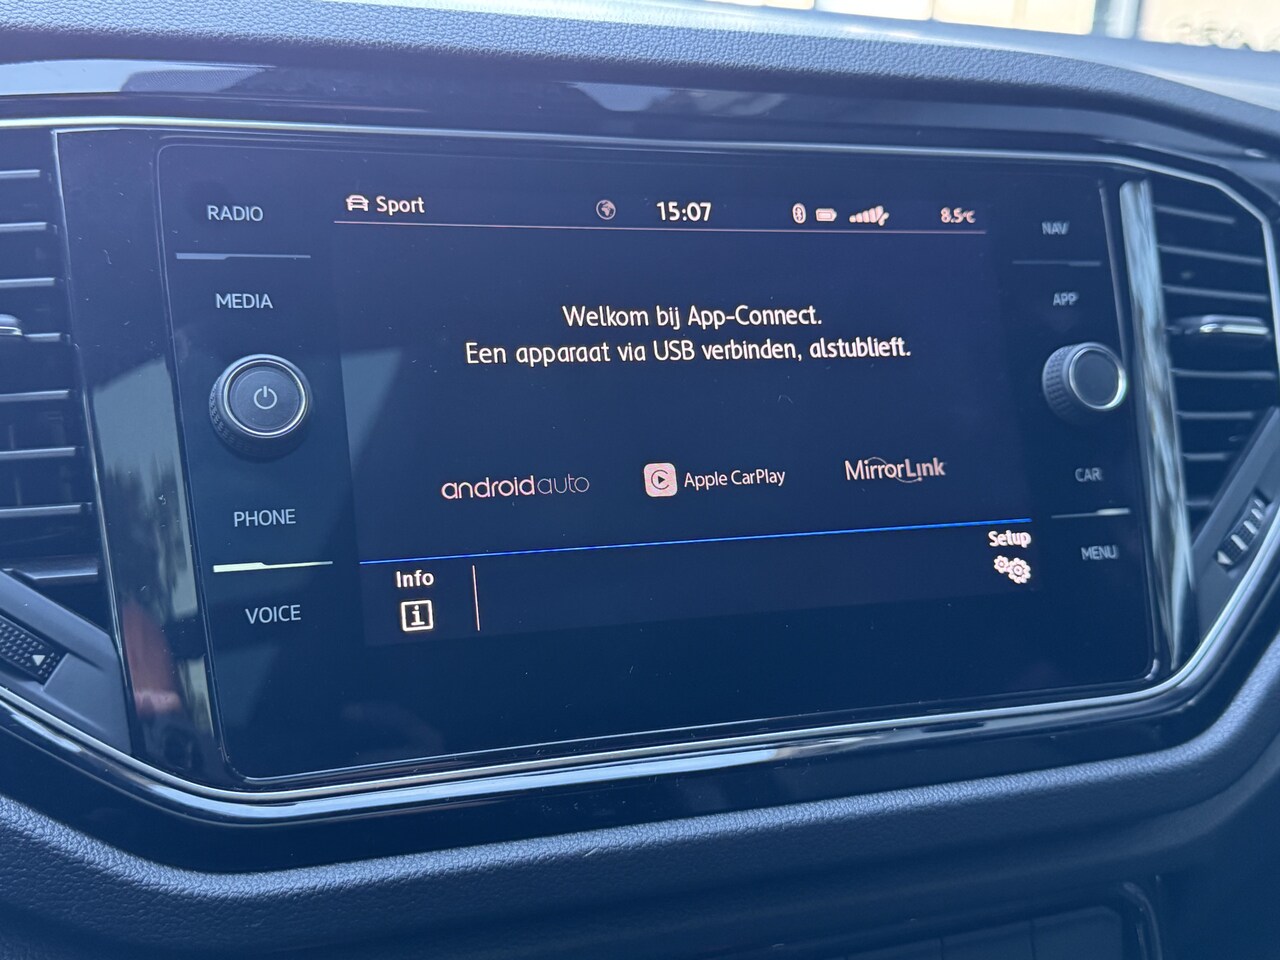 RADIO
MEDIA
PHONE
VOICE
Sport
15:07
8.5°C
Welkom bij App-Connect.
Een apparaat via USB verbinden, alstublieft.
androidauto
Apple CarPlay
MirrorLink
Info
i
Setup
NAV
APP
CAR
MENU